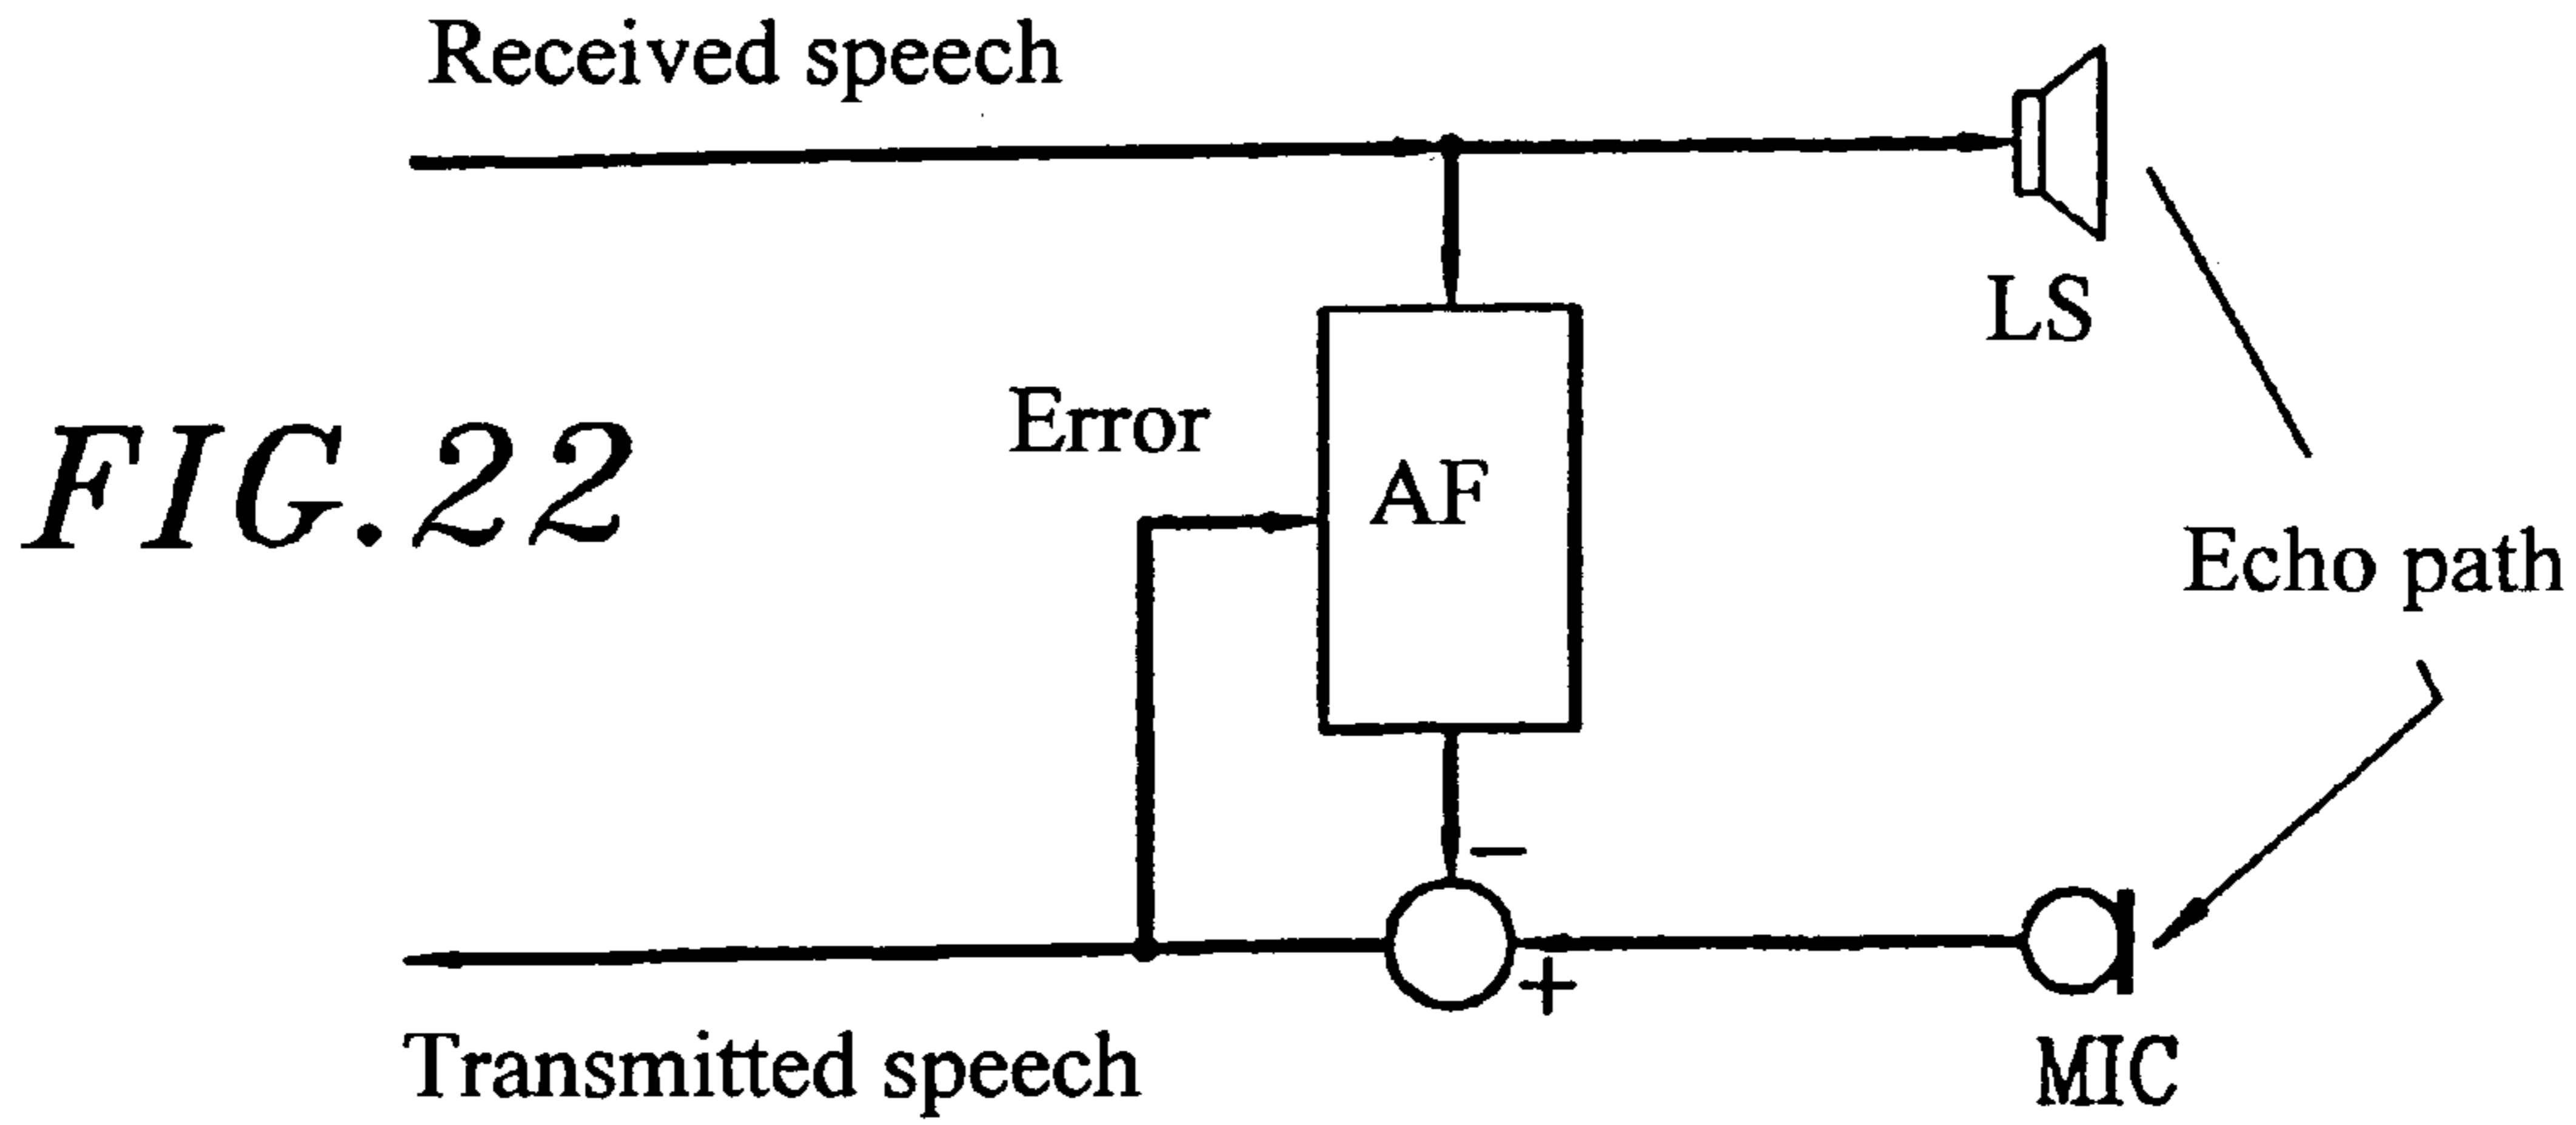 Received speech
LS
Error
AF
FIG.22
Echo path
−
+
Transmitted speech
MIC